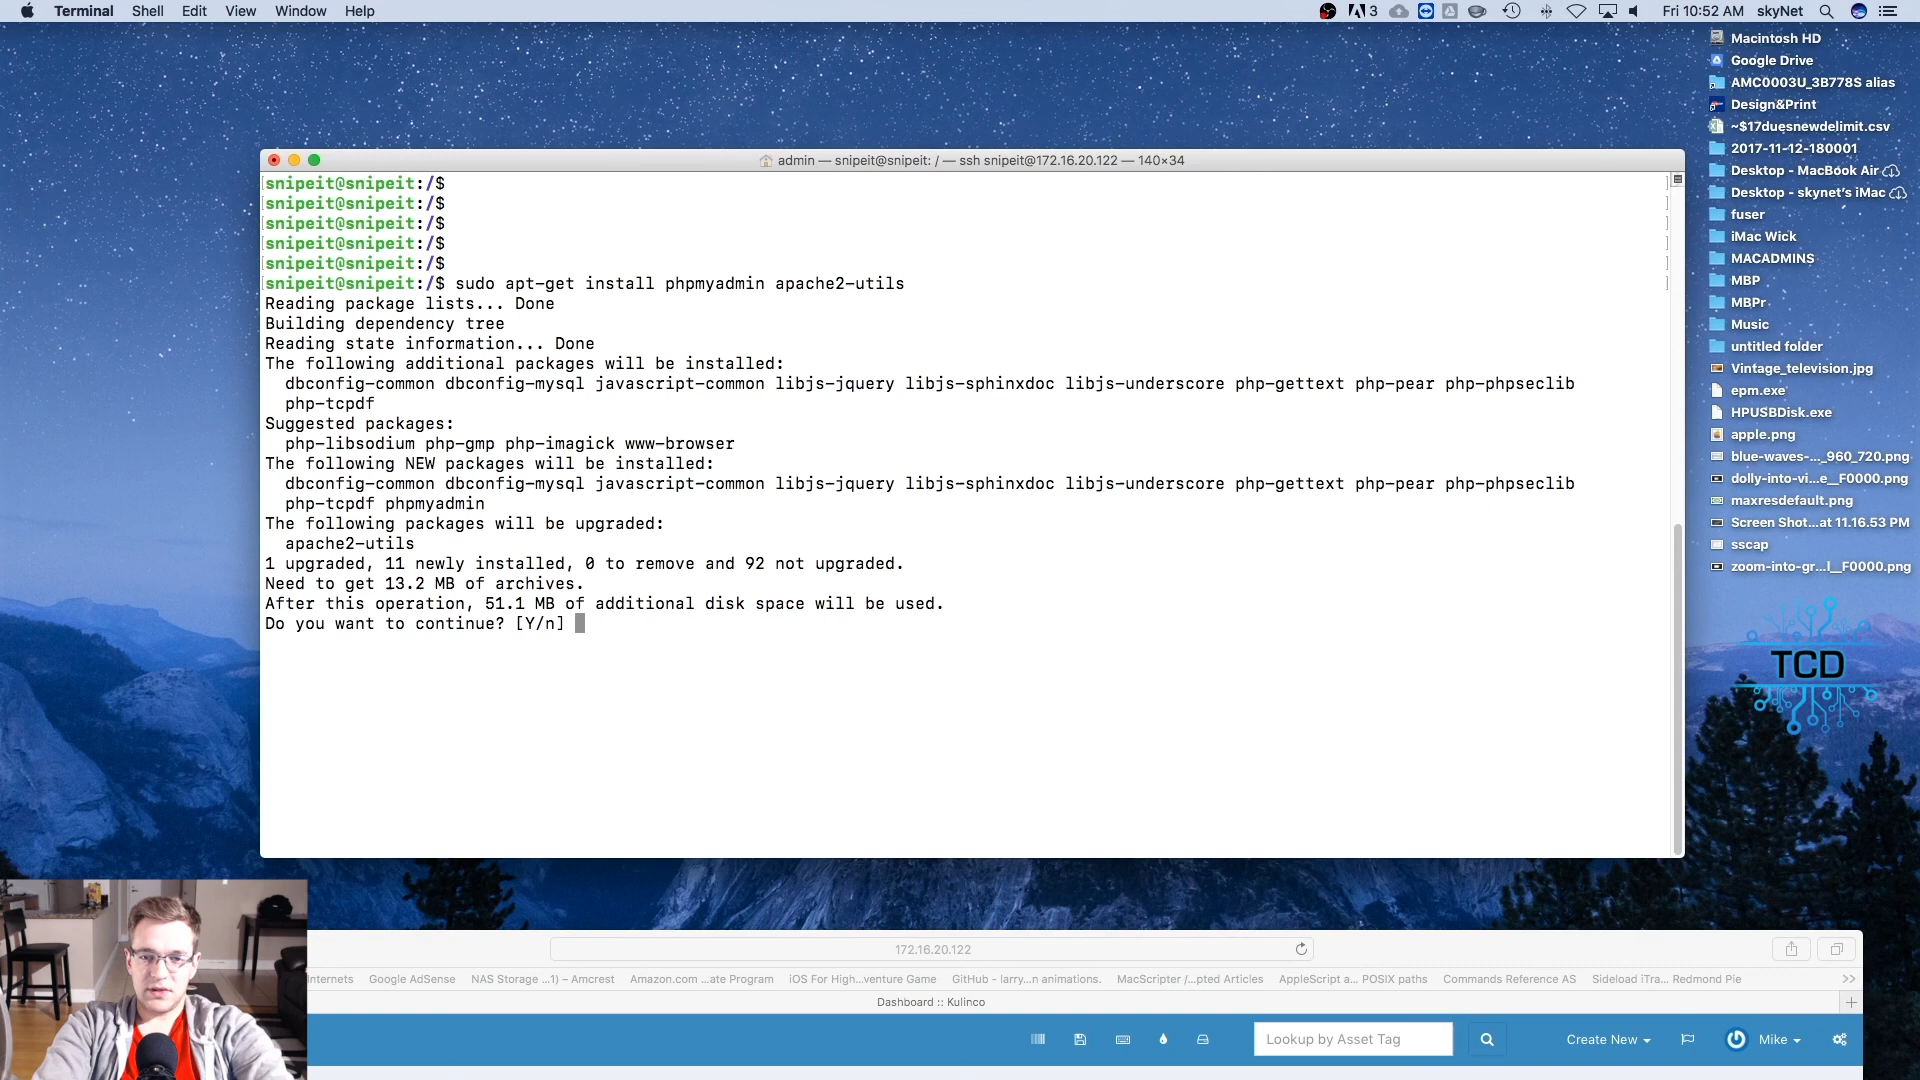 Terminal Shell Edit View Window Help
3 Fri 10:52 AM skyNet
Macintosh HD
Google Drive
AMC0003U_3B778S alias
Design&Print
~$17duesnewdelimit.csv
2017-11-12-180001
Desktop - MacBook Air
Desktop - skynet's iMac
fuser
iMac Wick
MACADMINS
MBP
MBPr
Music
untitled folder
Vintage_television.jpg
epm.exe
HPUSBDisk.exe
apple.png
blue-waves-..._960_720.png
dolly-into-vi...e__F0000.png
maxresdefault.png
Screen Shot...at 11.16.53 PM
sscap
zoom-into-gr...l__F0000.png
TCD
admin — snipeit@snipeit: / — ssh snipeit@172.16.20.122 — 140×34
[snipeit@snipeit:/$ ]
[snipeit@snipeit:/$ ]
[snipeit@snipeit:/$ ]
[snipeit@snipeit:/$ ]
[snipeit@snipeit:/$ ]
[snipeit@snipeit:/$ sudo apt-get install phpmyadmin apache2-utils ]
Reading package lists... Done
Building dependency tree
Reading state information... Done
The following additional packages will be installed:
dbconfig-common dbconfig-mysql javascript-common libjs-jquery libjs-sphinxdoc libjs-underscore php-gettext php-pear php-phpseclib
php-tcpdf
Suggested packages:
php-libsodium php-gmp php-imagick www-browser
The following NEW packages will be installed:
dbconfig-common dbconfig-mysql javascript-common libjs-jquery libjs-sphinxdoc libjs-underscore php-gettext php-pear php-phpseclib
php-tcpdf phpmyadmin
The following packages will be upgraded:
apache2-utils
1 upgraded, 11 newly installed, 0 to remove and 92 not upgraded.
Need to get 13.2 MB of archives.
After this operation, 51.1 MB of additional disk space will be used.
Do you want to continue? [Y/n]
172.16.20.122
nternets Google AdSense NAS Storage ...1) – Amcrest Amazon.com ...ate Program iOS For High...venture Game GitHub - larry...n animations. MacScripter /...pted Articles AppleScript a... POSIX paths Commands Reference AS Sideload iTra... Redmond Pie >>
Dashboard :: Kulinco +
Lookup by Asset Tag Create New Mike